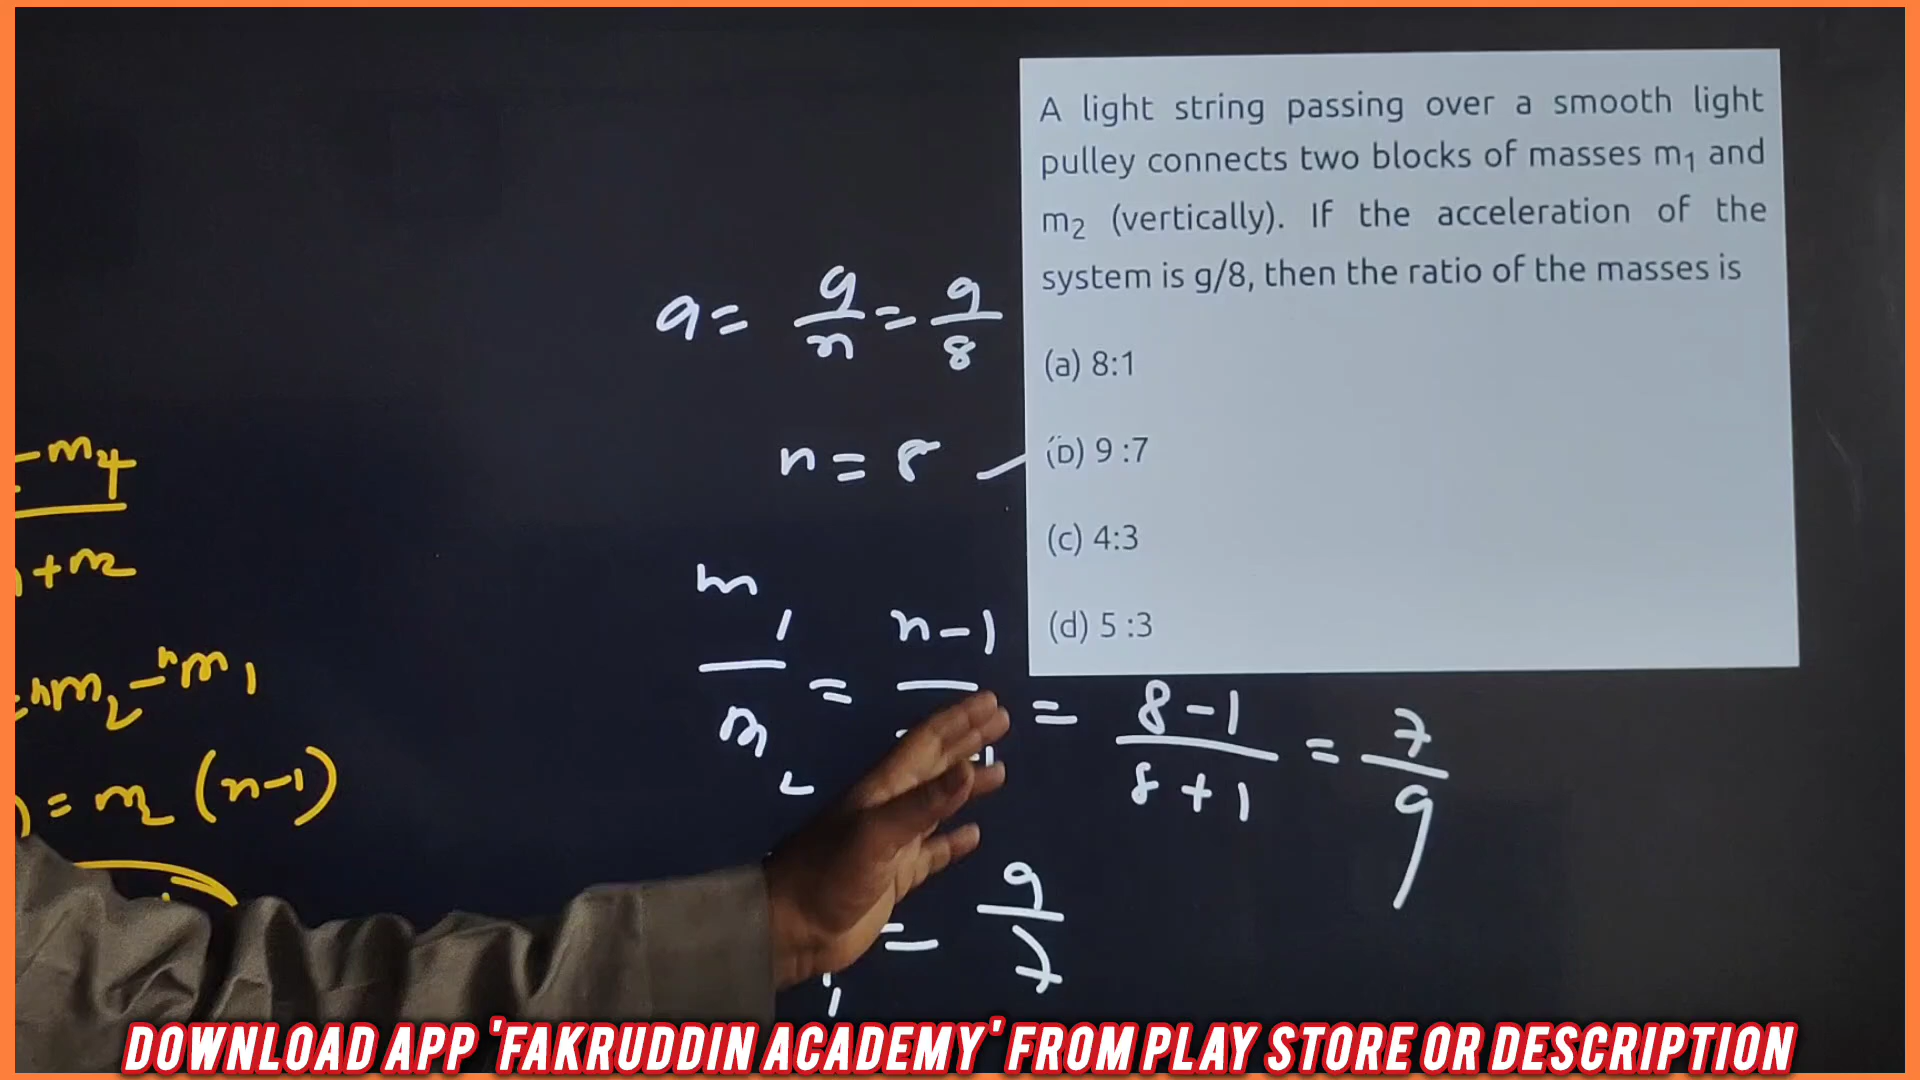 A light string passing over a smooth light
pulley connects two blocks of masses m₁ and
m₂ (vertically). If the acceleration of the
system is g/8, then the ratio of the masses is
(a) 8:1
(b) 9 :7
(c) 4:3
(d) 5 :3
a = g/n = g/8
n = 8
m₁/m₂ = n-1/ = 8-1/8+1 = 7/9
= 9/7
+m₂
nm₂ - nm₁
= m₂ (n-1)
DOWNLOAD APP 'FAKRUDDIN ACADEMY' FROM PLAY STORE OR DESCRIPTION